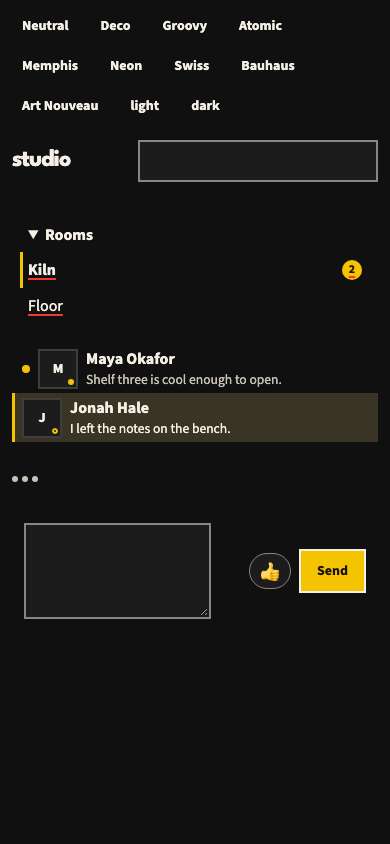 Neutral Deco Groovy Atomic
Memphis Neon Swiss Bauhaus
Art Nouveau light dark
studio
▼ Rooms
Kiln 2
Floor
M Maya Okafor
Shelf three is cool enough to open.
J Jonah Hale
I left the notes on the bench.
👍 Send